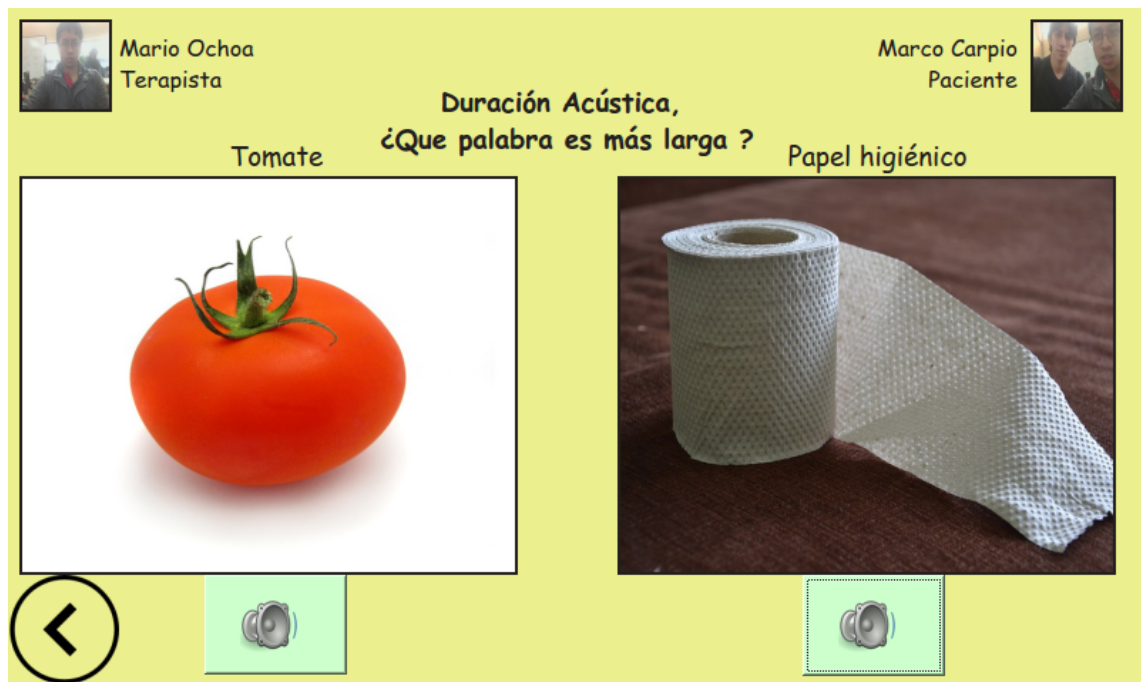 Mario Ochoa
Terapista
Marco Carpio
Paciente
Duración Acústica,
¿Que palabra es más larga ?
Tomate
Papel higiénico